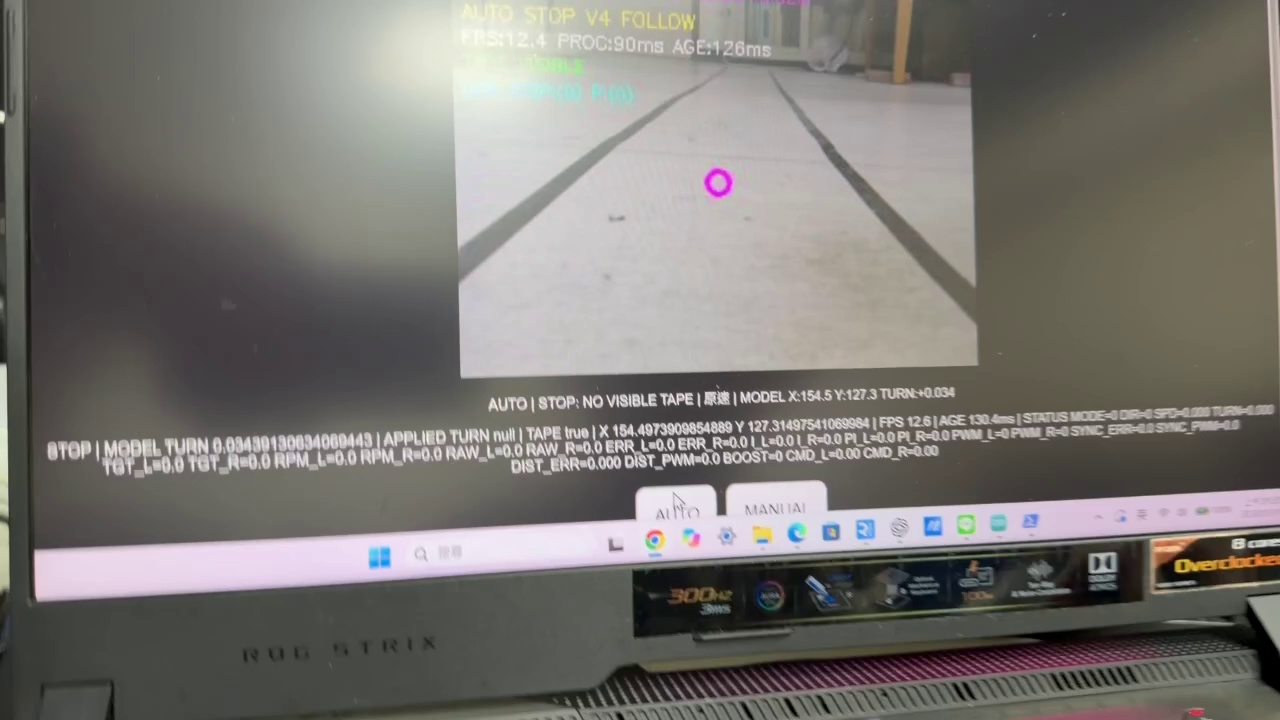 AUTO STOP V4 FOLLOW
FPS:12.4 PROC:90ms AGE:126ms
AUTO | STOP: NO VISIBLE TAPE | 原速 | MODEL X:154.5 Y:127.3 TURN:+0.034
STOP | MODEL TURN 0.03439130634069443 | APPLIED TURN null | TAPE true | X 154.4973909854889 Y 127.31497541069984 | FPS 12.6 | AGE 130.4ms | STATUS MODE=0 DIR=0 SPD=0.000 TURN=0.000
TGT_L=0.0 TGT_R=0.0 RPM_L=0.0 RPM_R=0.0 RAW_L=0.0 RAW_R=0.0 ERR_L=0.0 ERR_R=0.0 I_L=0.0 I_R=0.0 PI_L=0.0 PI_R=0.0 PWM_L=0 PWM_R=0 SYNC_ERR=0.0 SYNC_PWM=0.0
DIST_ERR=0.000 DIST_PWM=0.0 BOOST=0 CMD_L=0.00 CMD_R=0.00
AUTO MANUAL
搜尋
300Hz
3ms
Overclocked
ROG STRIX